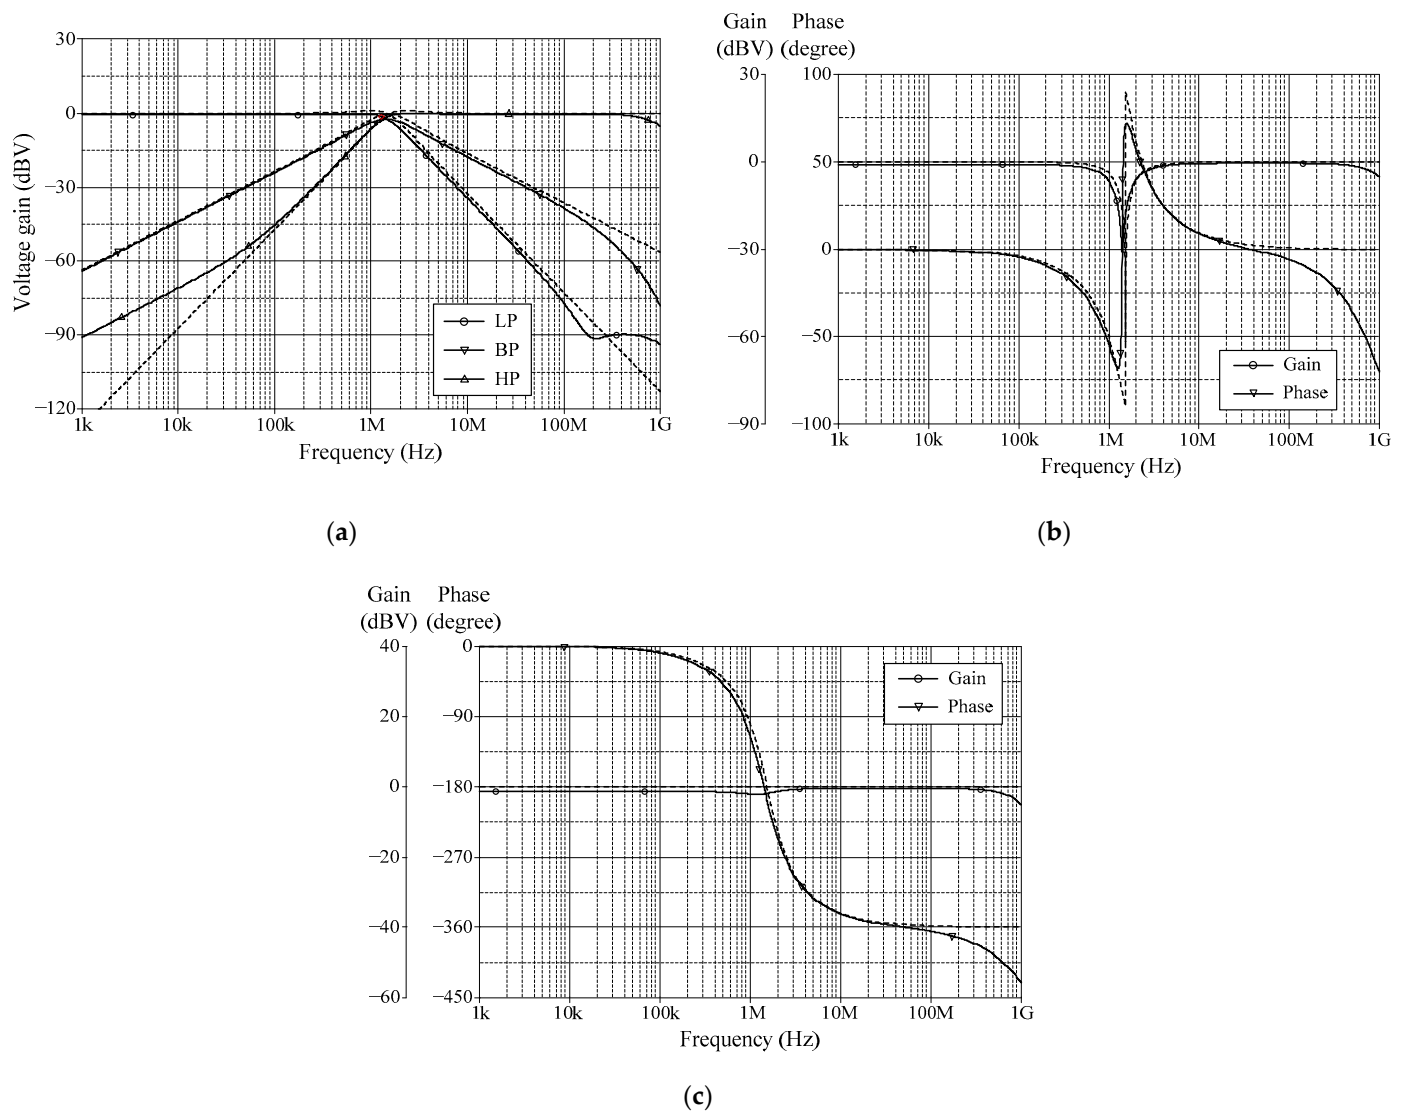 30
0
−30
−60
−90
−120
Voltage gain (dBV)
LP
BP
HP
1k 10k 100k 1M 10M 100M 1G
Frequency (Hz)
(a)
Gain Phase
(dBV) (degree)
30 100
0 50
−30 0
−60 −50
−90 −100
Gain
Phase
1k 10k 100k 1M 10M 100M 1G
Frequency (Hz)
(b)
Gain Phase
(dBV) (degree)
40 0
20 −90
0 −180
−20 −270
−40 −360
−60 −450
Gain
Phase
1k 10k 100k 1M 10M 100M 1G
Frequency (Hz)
(c)